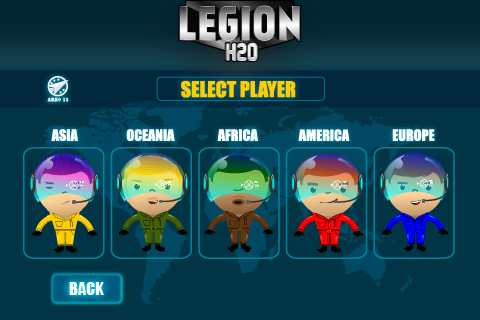 LEGION
H2O
SELECT PLAYER
ASIA
OCEANIA
AFRICA
AMERICA
EUROPE
BACK